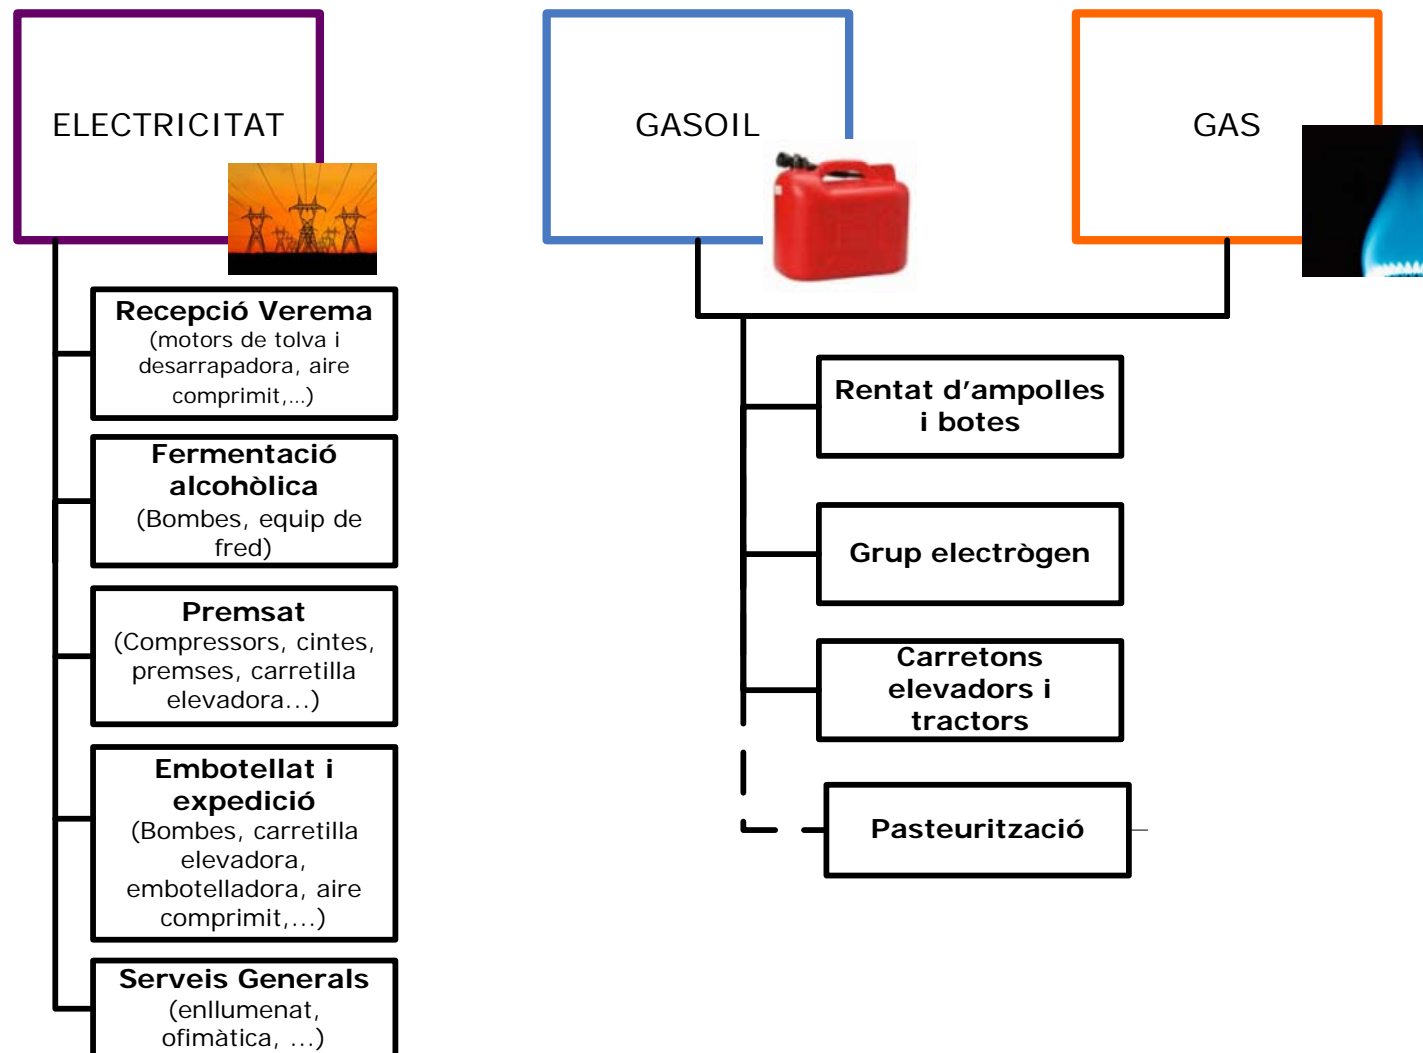 ELECTRICITAT
GASOIL
GAS
Recepció Verema
(motors de tolva i
desarrapadora, aire
comprimit,...)
Fermentació
alcohòlica
(Bombes, equip de
fred)
Premsat
(Compressors, cintes,
premses, carretilla
elevadora...)
Embotellat i
expedició
(Bombes, carretilla
elevadora,
embotelladora, aire
comprimit,...)
Serveis Generals
(enllumenat,
ofimàtica, ...)
Rentat d’ampolles
i botes
Grup electrògen
Carretons
elevadors i
tractors
Pasteurització